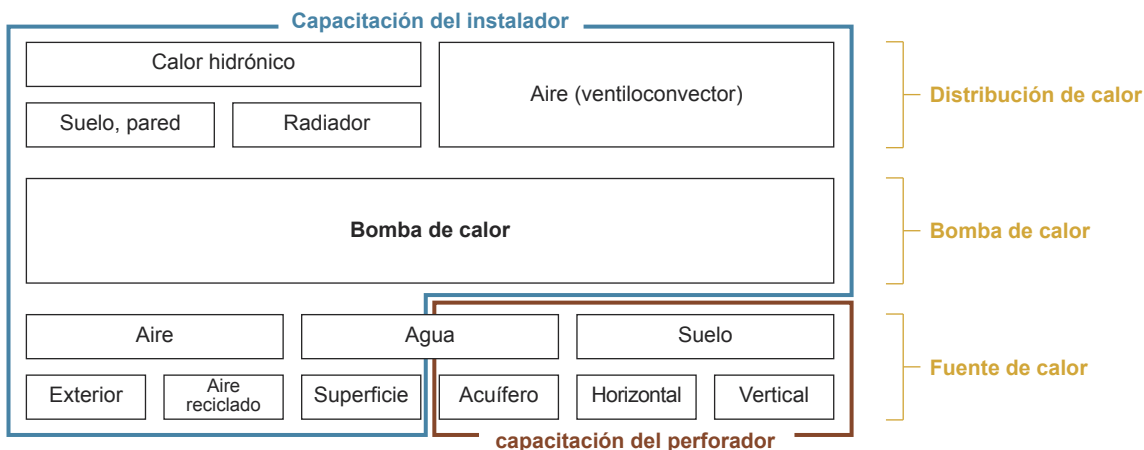 Capacitación del instalador
Calor hidrónico
Aire (ventiloconvector)
Suelo, pared
Radiador
Distribución de calor
Bomba de calor
Bomba de calor
Aire
Agua
Suelo
Exterior
Aire
reciclado
Superficie
Acuífero
Horizontal
Vertical
Fuente de calor
capacitación del perforador